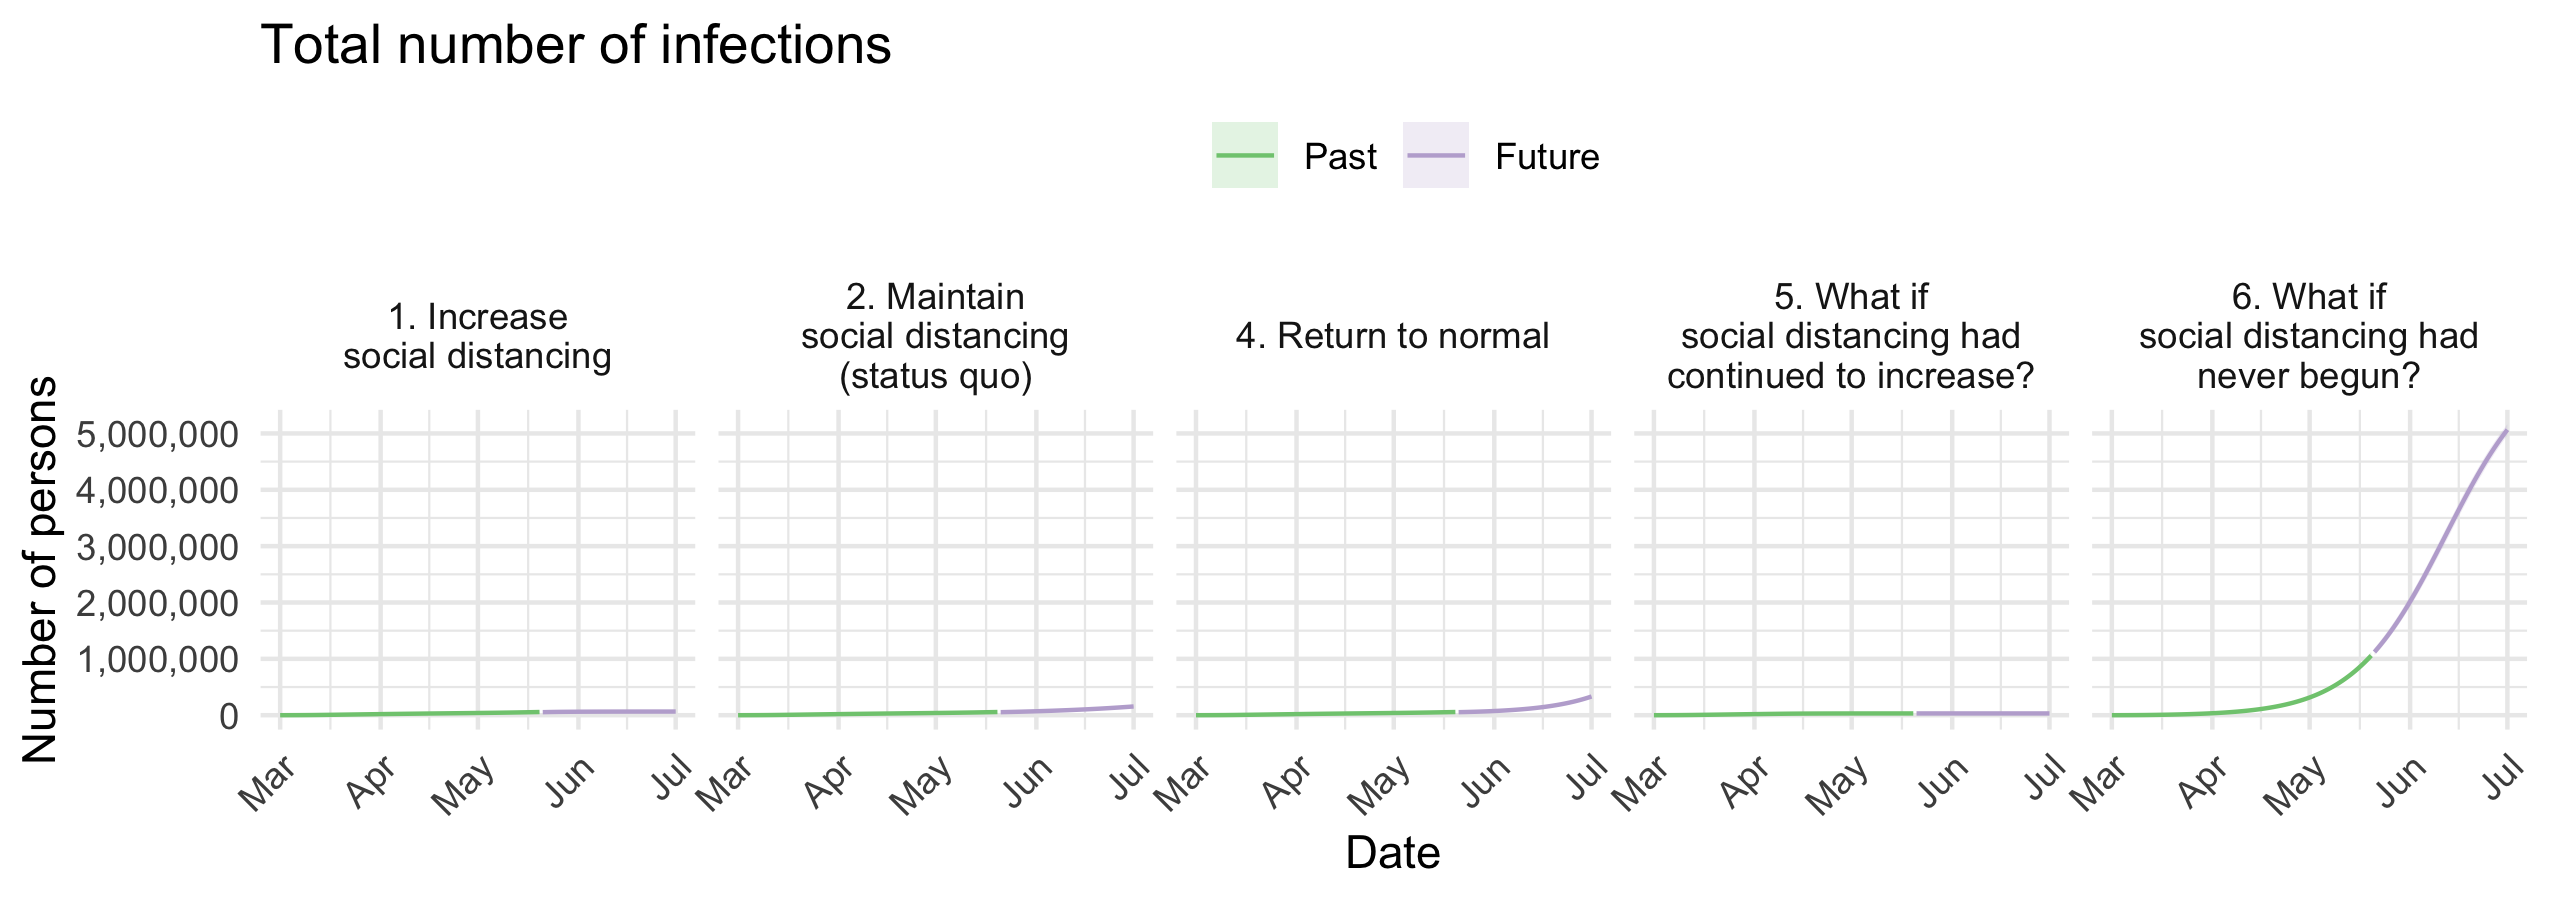 Total number of infections
Past
Future
1. Increase
social distancing
2. Maintain
social distancing
(status quo)
4. Return to normal
5. What if
social distancing had
continued to increase?
6. What if
social distancing had
never begun?
Number of persons
5,000,000
4,000,000
3,000,000
2,000,000
1,000,000
0
Mar Apr May Jun Jul
Mar Apr May Jun Jul
Mar Apr May Jun Jul
Mar Apr May Jun Jul
Mar Apr May Jun Jul
Date